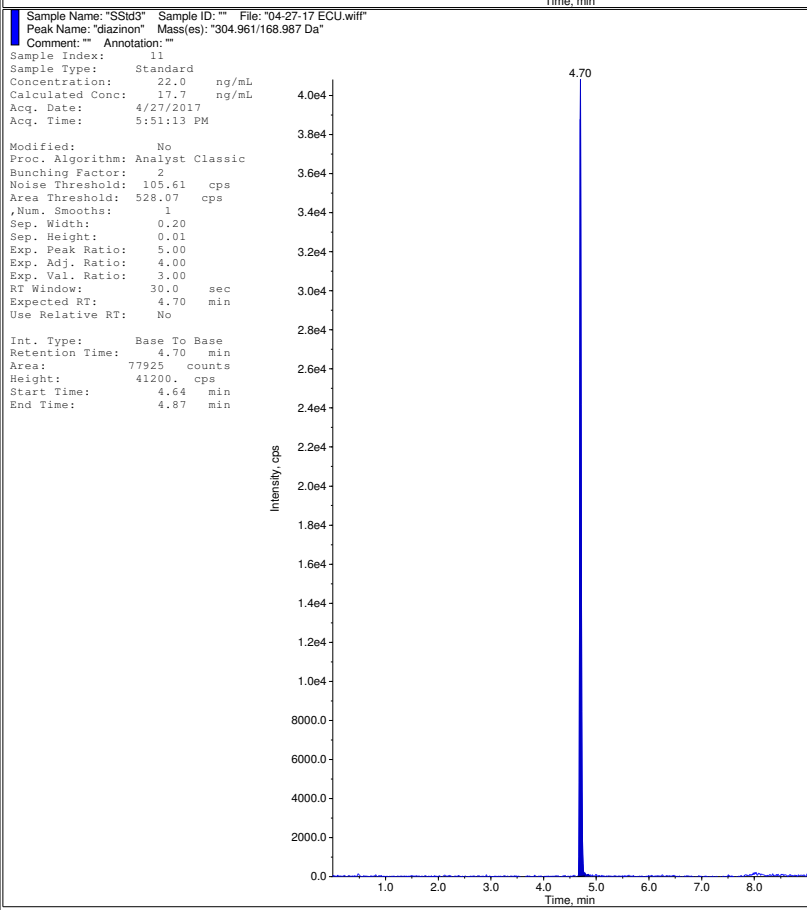 Time, min
Sample Name: "SStd3" Sample ID: "" File: "04-27-17 ECU.wiff"
Peak Name: "diazinon" Mass(es): "304.961/168.987 Da"
Comment: "" Annotation: ""
Sample Index: 11
Sample Type: Standard
Concentration: 22.0 ng/mL
Calculated Conc: 17.7 ng/mL
Acq. Date: 4/27/2017
Acq. Time: 5:51:13 PM
Modified: No
Proc. Algorithm: Analyst Classic
Bunching Factor: 2
Noise Threshold: 105.61 cps
Area Threshold: 528.07 cps
,Num. Smooths: 1
Sep. Width: 0.20
Sep. Height: 0.01
Exp. Peak Ratio: 5.00
Exp. Adj. Ratio: 4.00
Exp. Val. Ratio: 3.00
RT Window: 30.0 sec
Expected RT: 4.70 min
Use Relative RT: No
Int. Type: Base To Base
Retention Time: 4.70 min
Area: 77925 counts
Height: 41200. cps
Start Time: 4.64 min
End Time: 4.87 min
4.70
4.0e4
3.8e4
3.6e4
3.4e4
3.2e4
3.0e4
2.8e4
2.6e4
2.4e4
2.2e4
2.0e4
1.8e4
1.6e4
1.4e4
1.2e4
1.0e4
8000.0
6000.0
4000.0
2000.0
0.0
Intensity, cps
1.0 2.0 3.0 4.0 5.0 6.0 7.0 8.0
Time, min